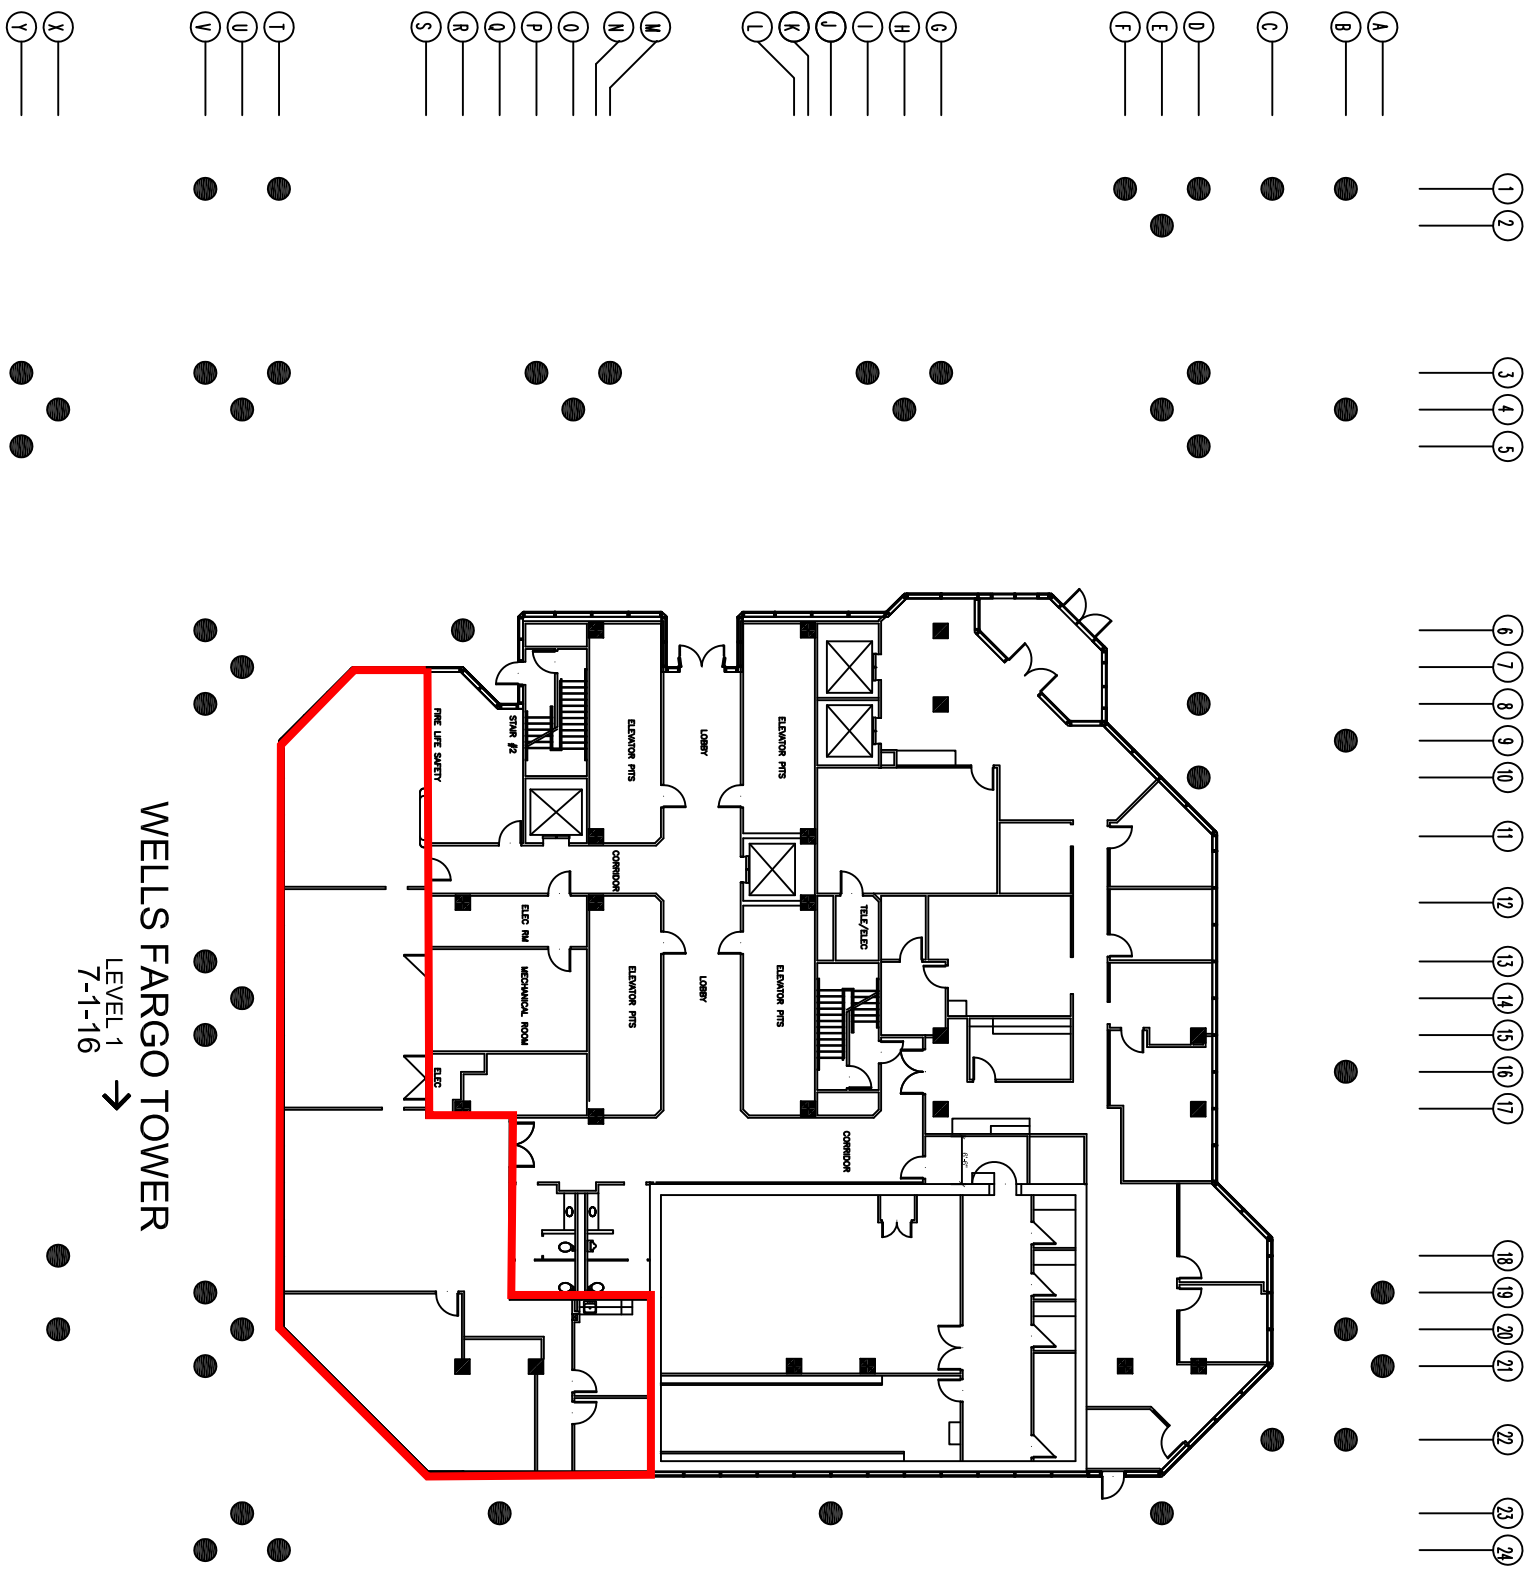 Y X V U T S R Q P O N M L K J I H G F E D C B A
1
2
3
4
5
6
7
8
9
10
11
12
13
14
15
16
17
18
19
20
21
22
23
24
FIRE LIFE SAFETY
STAIR #2
ELEVATOR PITS
LOBBY
ELEVATOR PITS
CORRIDOR
ELEC RM
TELE/ELEC
MECHANICAL ROOM
ELEVATOR PITS
LOBBY
ELEVATOR PITS
ELEC
CORRIDOR
WELLS FARGO TOWER
LEVEL 1
7-1-16